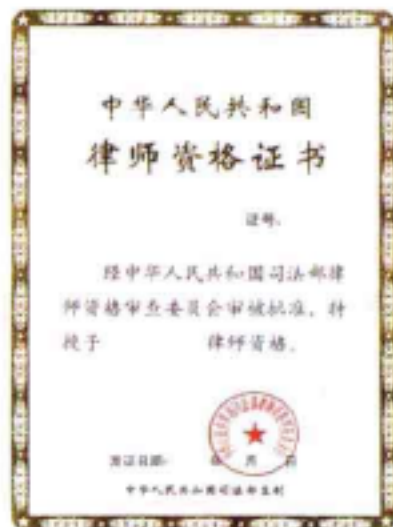 中华人民共和国
律师资格证书
证号:
经中华人民共和国司法部律
师资格审查委员会审核批准，特
授予 律师资格。
发证日期: 年 月 日
中华人民共和国司法部监制